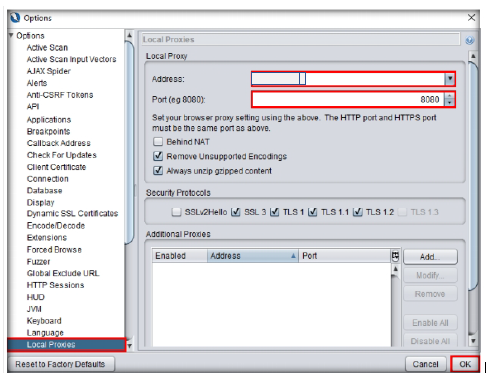 Options
Options
Active Scan
Active Scan Input Vectors
AJAX Spider
Alerts
Anti-CSRF Tokens
API
Applications
Breakpoints
Callback Address
Check For Updates
Client Certificate
Connection
Database
Display
Dynamic SSL Certificates
Encode/Decode
Extensions
Forced Browse
Fuzzer
Global Exclude URL
HTTP Sessions
HUD
JVM
Keyboard
Language
Local Proxies
Local Proxies
Local Proxy
Address:
Port (eg 8080):
8080
Set your browser proxy setting using the above. The HTTP port and HTTPS port
must be the same port as above.
Behind NAT
Remove Unsupported Encodings
Always unzip gzipped content
Security Protocols
SSLv2Hello SSL 3 TLS 1 TLS 1.1 TLS 1.2 TLS 1.3
Additional Proxies
Enabled Address Port
Add...
Modify...
Remove
Enable All
Disable All
Reset to Factory Defaults
Cancel
OK